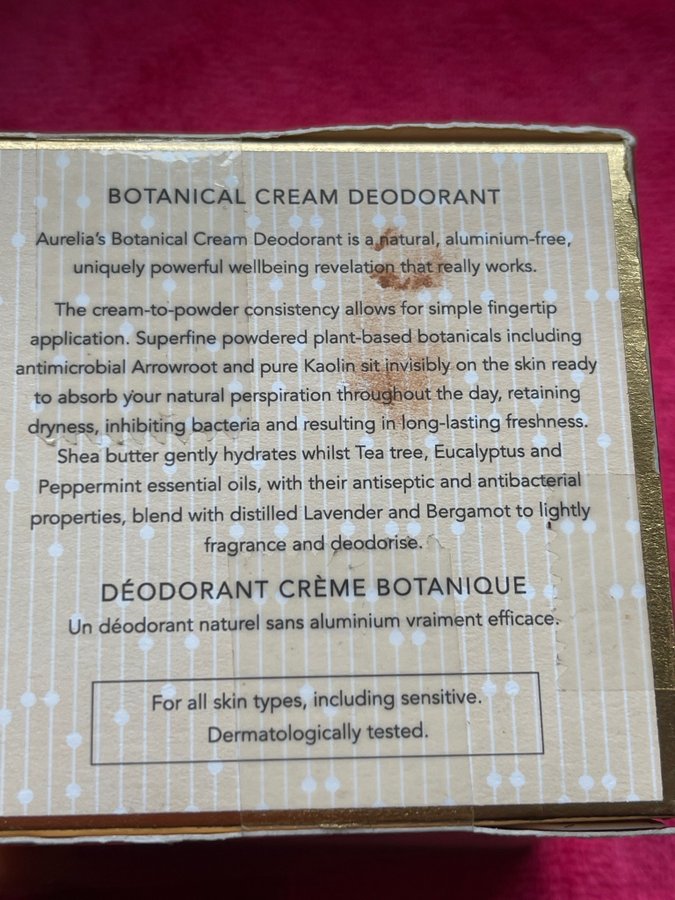 BOTANICAL CREAM DEODORANT
Aurelia's Botanical Cream Deodorant is a natural, aluminium-free,
uniquely powerful wellbeing revelation that really works.
The cream-to-powder consistency allows for simple fingertip
application. Superfine powdered plant-based botanicals including
antimicrobial Arrowroot and pure Kaolin sit invisibly on the skin ready
to absorb your natural perspiration throughout the day, retaining
dryness, inhibiting bacteria and resulting in long-lasting freshness.
Shea butter gently hydrates whilst Tea tree, Eucalyptus and
Peppermint essential oils, with their antiseptic and antibacterial
properties, blend with distilled Lavender and Bergamot to lightly
fragrance and deodorise.
DÉODORANT CRÈME BOTANIQUE
Un déodorant naturel sans aluminium vraiment efficace.
For all skin types, including sensitive.
Dermatologically tested.